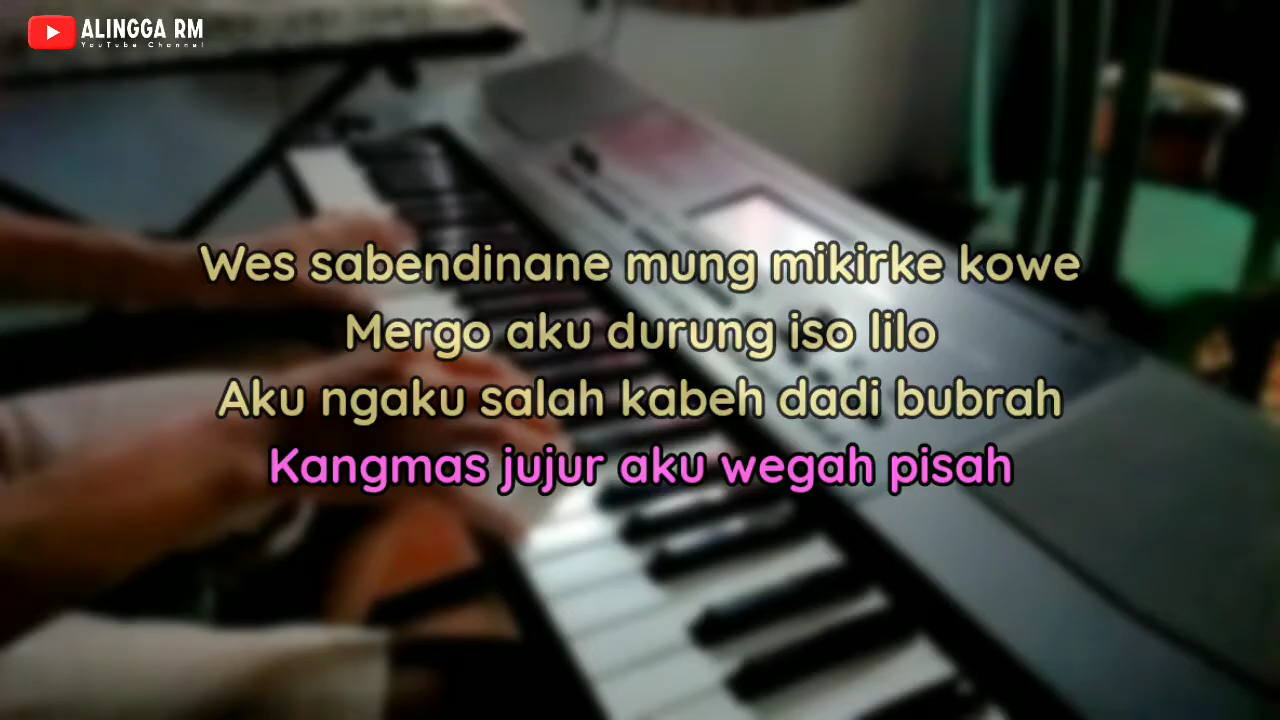 ALINGGA RM
YouTube Channel
Wes sabendinane mung mikirke kowe
Mergo aku durung iso lilo
Aku ngaku salah kabeh dadi bubrah
Kangmas jujur aku wegah pisah